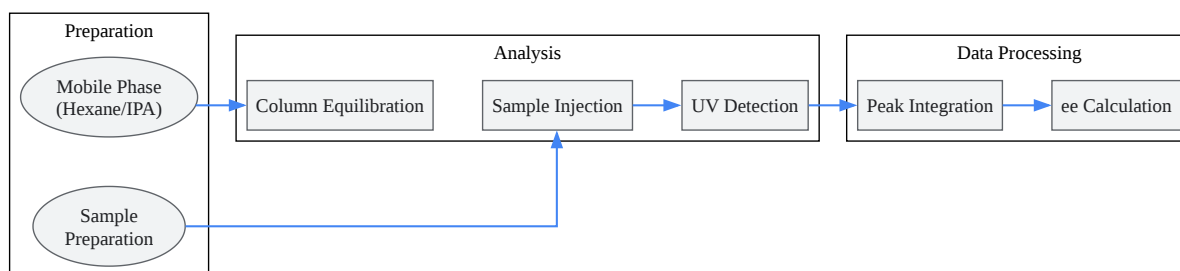 Preparation
Mobile Phase
(Hexane/IPA)
Sample
Preparation
Analysis
Column Equilibration
Sample Injection
UV Detection
Data Processing
Peak Integration
ee Calculation